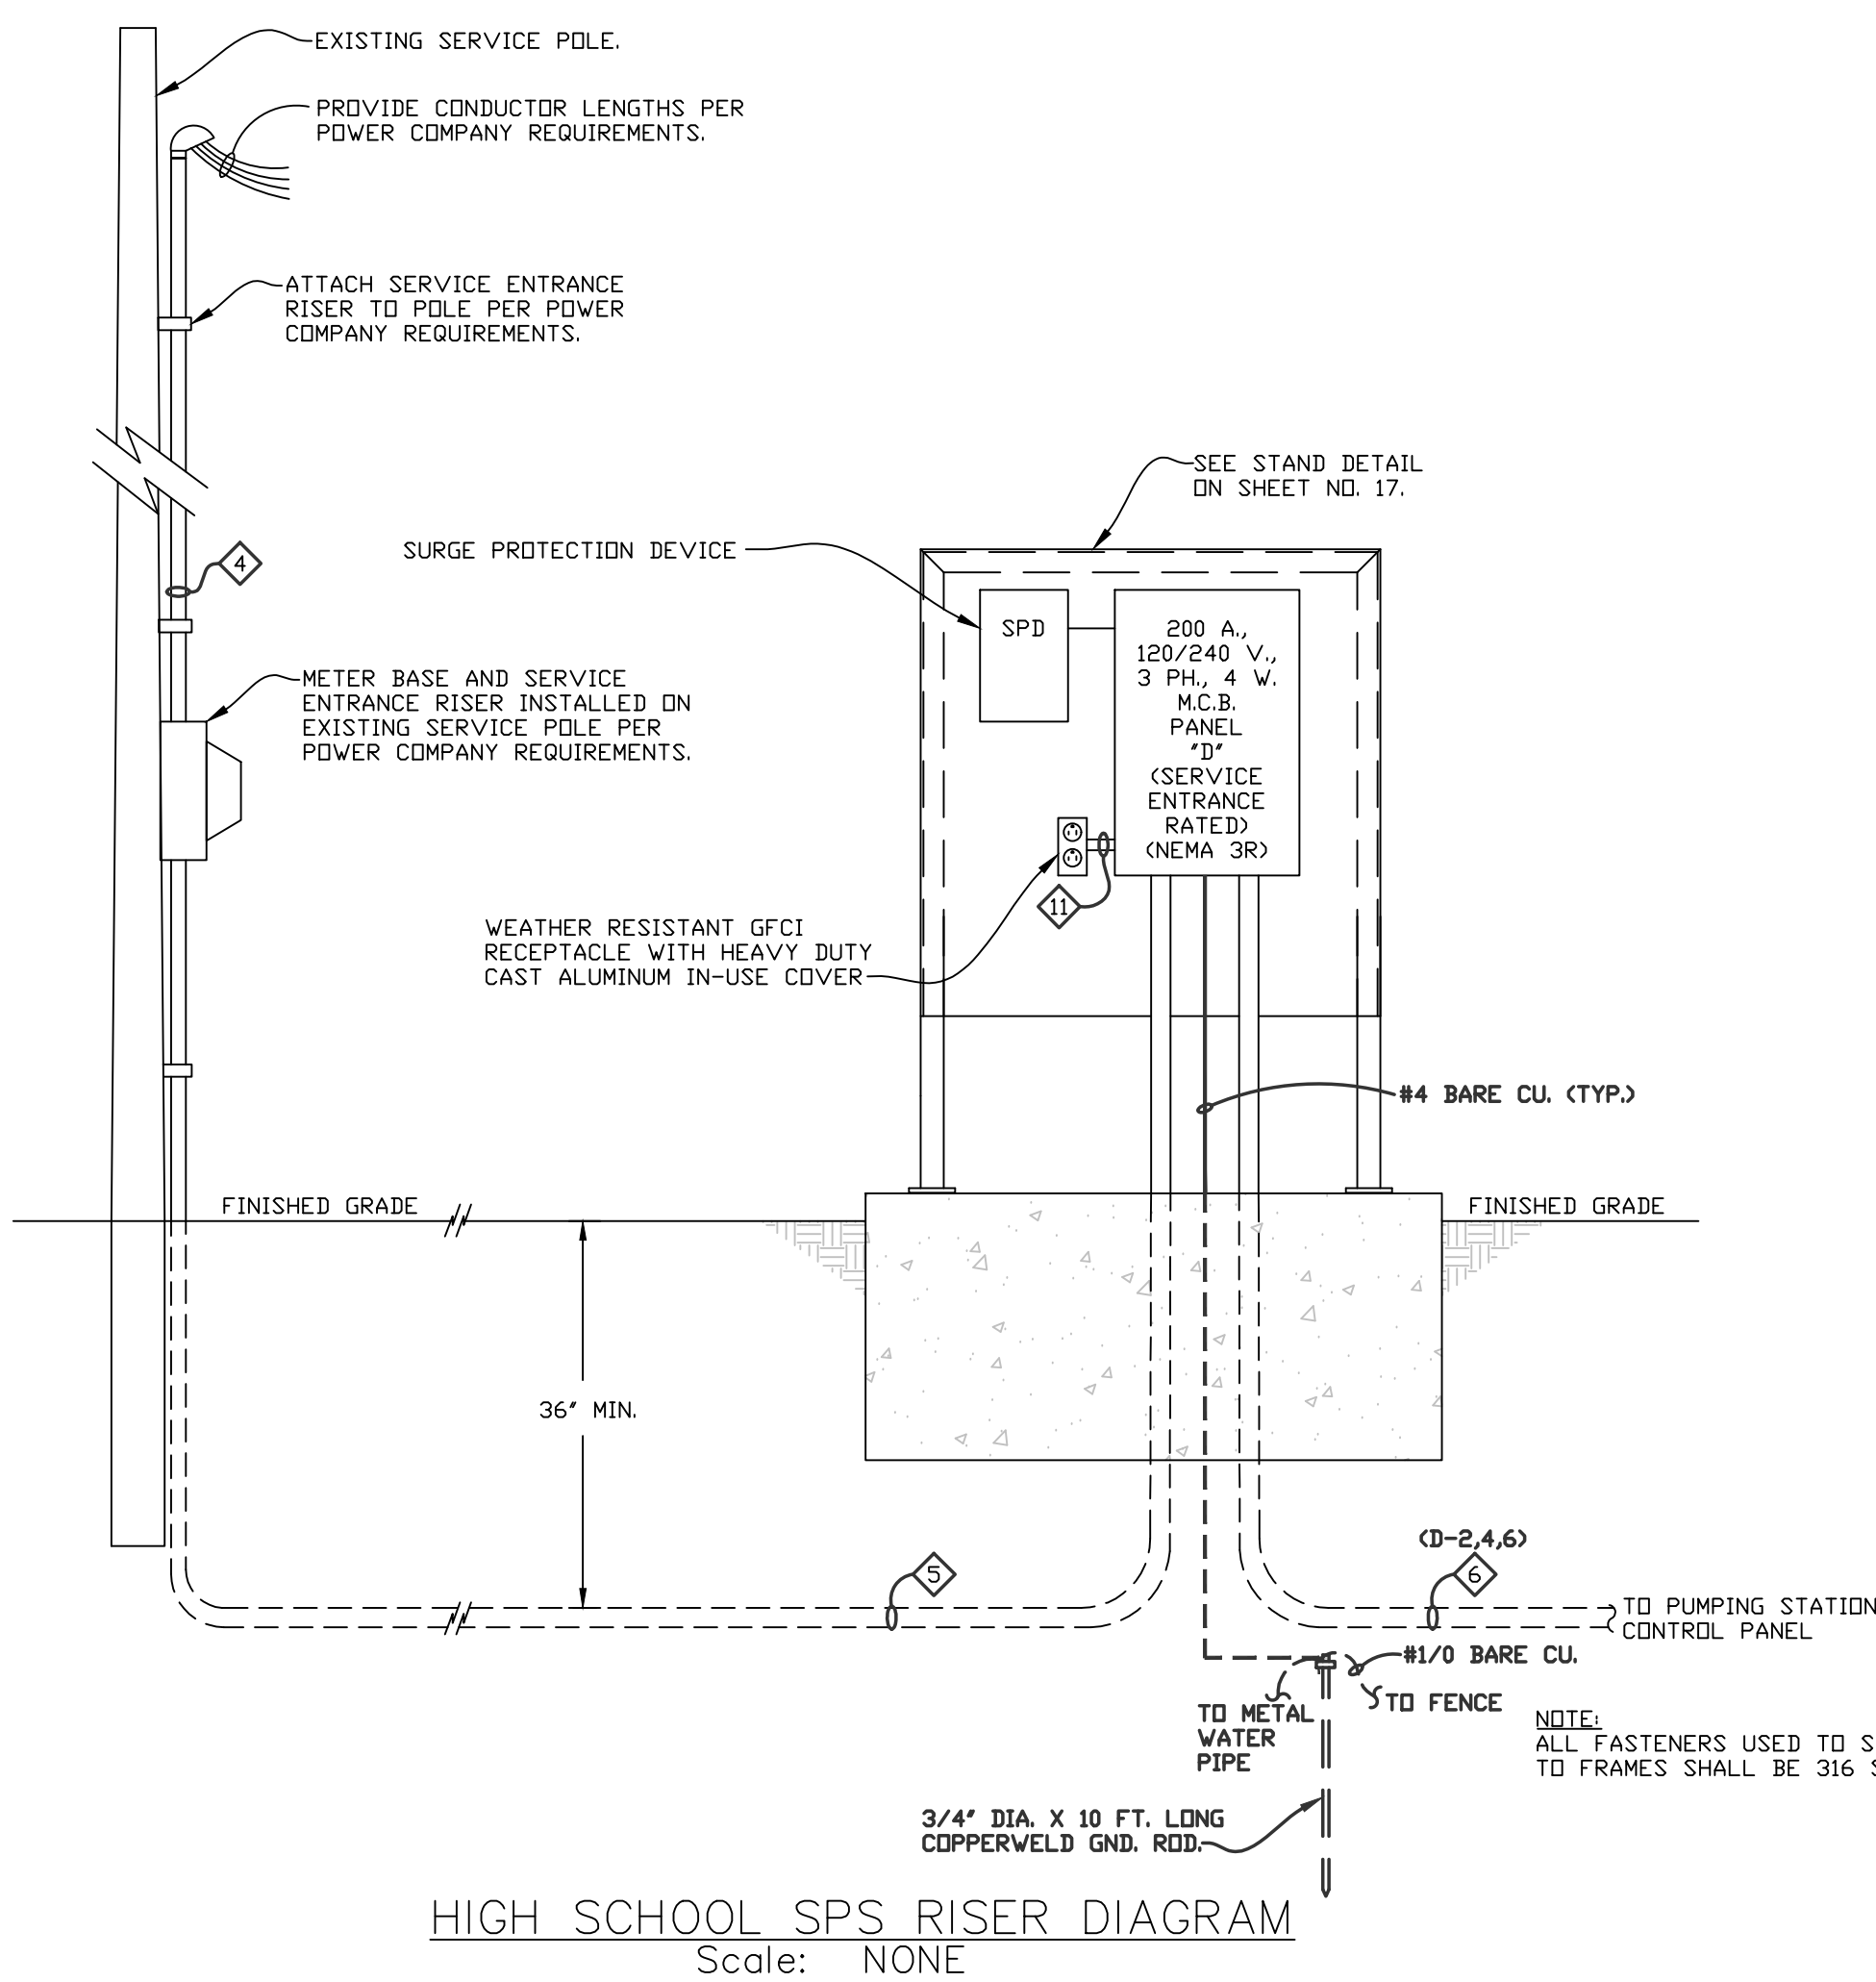 EXISTING SERVICE POLE.
PROVIDE CONDUCTOR LENGTHS PER
POWER COMPANY REQUIREMENTS.
ATTACH SERVICE ENTRANCE
RISER TO POLE PER POWER
COMPANY REQUIREMENTS.
SEE STAND DETAIL
ON SHEET NO. 17.
SURGE PROTECTION DEVICE
4
SPD
200 A.,
120/240 V.,
3 PH., 4 W.
M.C.B.
PANEL
"D"
(SERVICE
ENTRANCE
RATED)
(NEMA 3R)
METER BASE AND SERVICE
ENTRANCE RISER INSTALLED ON
EXISTING SERVICE POLE PER
POWER COMPANY REQUIREMENTS.
11
WEATHER RESISTANT GFCI
RECEPTACLE WITH HEAVY DUTY
CAST ALUMINUM IN-USE COVER
#4 BARE CU. (TYP.)
FINISHED GRADE
FINISHED GRADE
36" MIN.
(D-2,4,6)
5
6
TO PUMPING STATION
CONTROL PANEL
#1/0 BARE CU.
TO FENCE
TO METAL
WATER
PIPE
NOTE:
ALL FASTENERS USED TO S
TO FRAMES SHALL BE 316 S
3/4" DIA. X 10 FT. LONG
COPPERWELD GND. ROD.
HIGH SCHOOL SPS RISER DIAGRAM
Scale: NONE